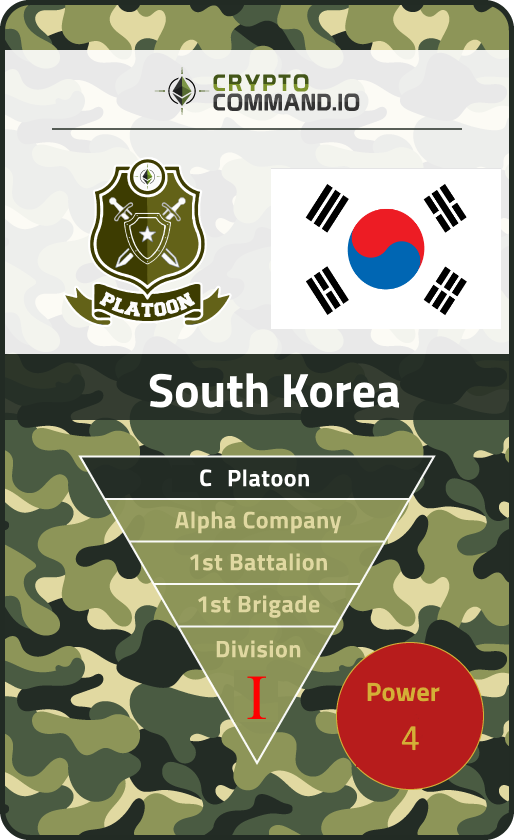 CRYPTO
COMMAND.IO
PLATOON
South Korea
C Platoon
Alpha Company
1st Battalion
1st Brigade
Division
I
Power
4